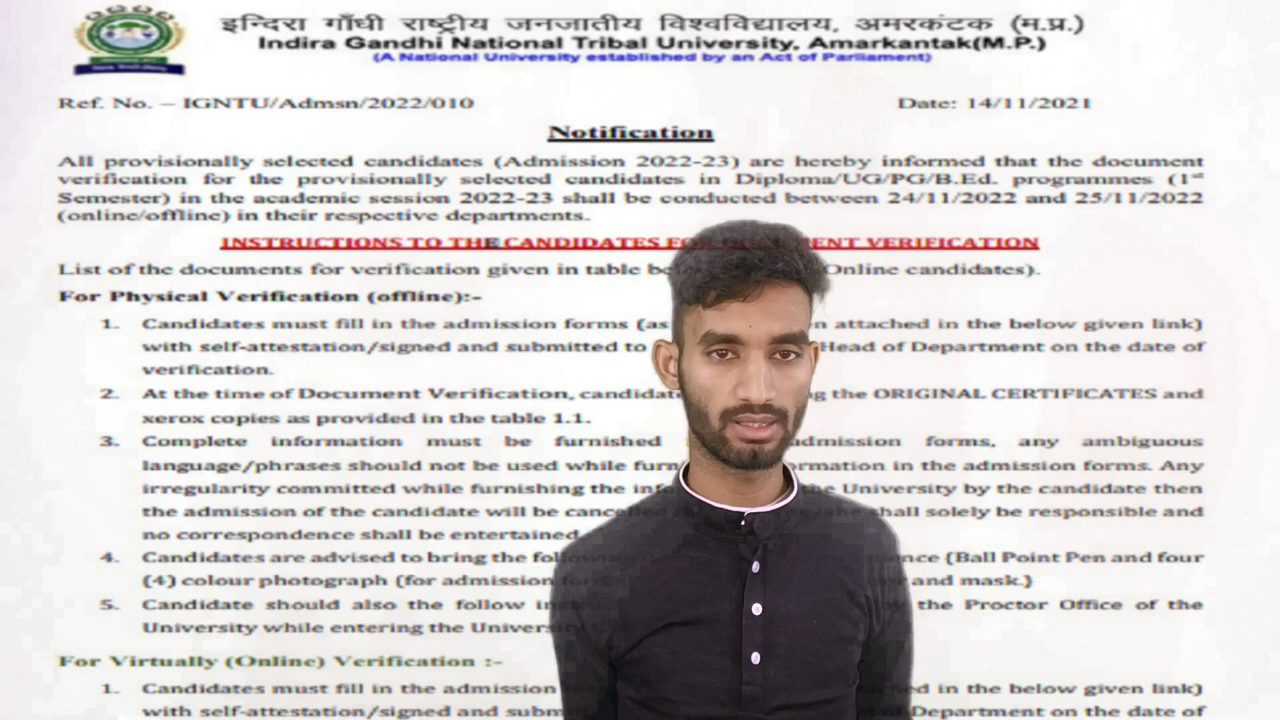 इन्दिरा गाँधी राष्ट्रीय जनजातीय विश्वविद्यालय, अमरकंटक (म.प्र.)
Indira Gandhi National Tribal University, Amarkantak(M.P.)
(A National University established by an Act of Parliament)
Ref. No. – IGNTU/Admsn/2022/010 Date: 14/11/2021
Notification
All provisionally selected candidates (Admission 2022-23) are hereby informed that the document
verification for the provisionally selected candidates in Diploma/UG/PG/B.Ed. programmes (1st
Semester) in the academic session 2022-23 shall be conducted between 24/11/2022 and 25/11/2022
(online/offline) in their respective departments.
INSTRUCTIONS TO THE CANDIDATES VERIFICATION
List of the documents for verification given in table Online candidates).
For Physical Verification (offline):-
1. Candidates must fill in the admission forms (as attached in the below given link)
with self-attestation/signed and submitted to Head of Department on the date of
verification.
2. At the time of Document Verification, the ORIGINAL CERTIFICATES and
xerox copies as provided in the table 1.1.
3. Complete information must be furnished admission forms, any ambiguous
language/phrases should not be used while information in the admission forms. Any
irregularity committed while furnishing the the University by the candidate then
the admission of the candidate will be cancelled shall solely be responsible and
no correspondence shall be entertained
4. Candidates are advised to bring the following (Ball Point Pen and four
(4) colour photograph (for admission and mask.)
5. Candidate should also the follow the Proctor Office of the
University while entering the
For Virtually (Online) Verification :-
1. Candidates must fill in the admission in the below given link)
with self-attestation/signed and Department on the date of